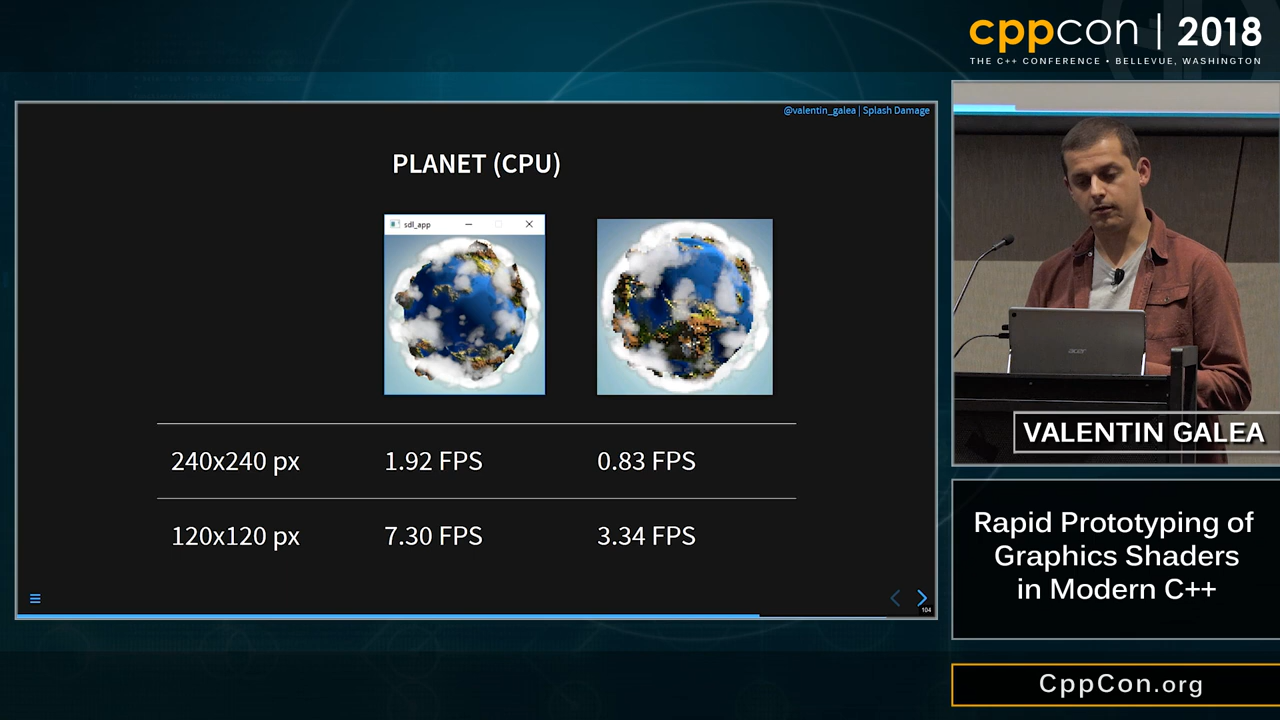 cppcon | 2018
THE C++ CONFERENCE • BELLEVUE, WASHINGTON
@valentin_galea | Splash Damage
PLANET (CPU)
sdl_app
240x240 px 1.92 FPS 0.83 FPS
120x120 px 7.30 FPS 3.34 FPS
104
acer
VALENTIN GALEA
Rapid Prototyping of
Graphics Shaders
in Modern C++
CppCon.org